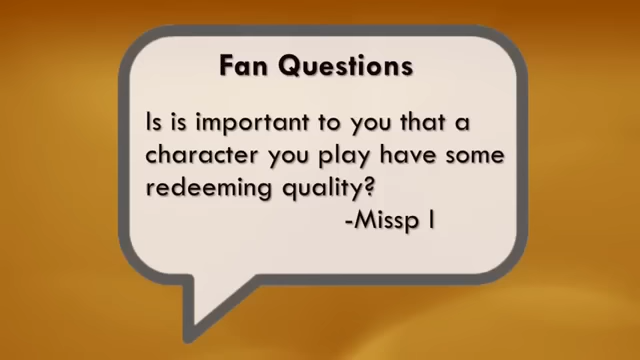 Fan Questions
Is is important to you that a
character you play have some
redeeming quality?
-Missp I